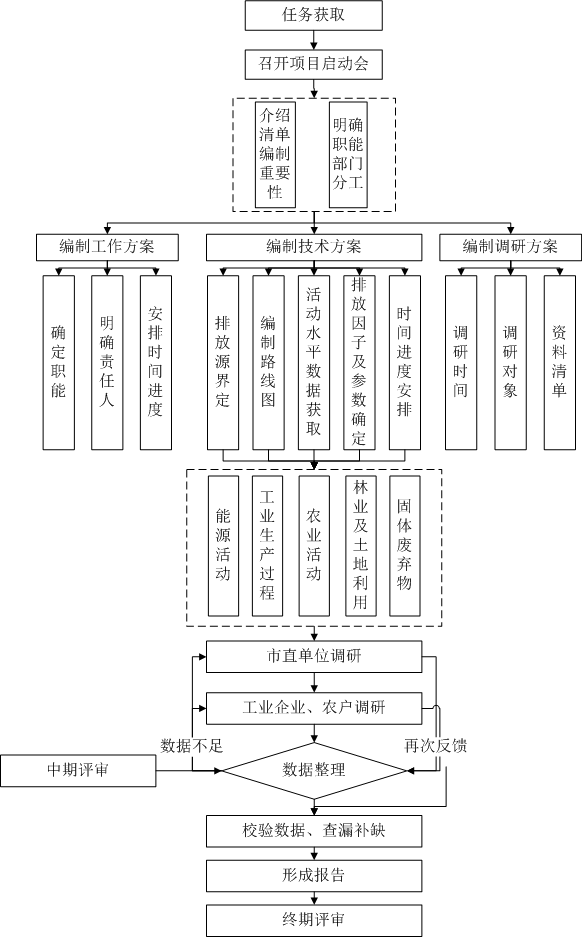 任务获取
召开项目启动会
介绍
清单
编制
重要
性
明确
职能
部门
分工
编制工作方案
编制技术方案
编制调研方案
确定职能
明确责任人
安排时间进度
排放源界定
编制路线图
活动水平数据获取
排放因子及参数确定
时间进度安排
调研时间
调研对象
资料清单
能源活动
工业生产过程
农业活动
林业及土地利用
固体废弃物
市直单位调研
工业企业、农户调研
数据不足
再次反馈
中期评审
数据整理
校验数据、查漏补缺
形成报告
终期评审